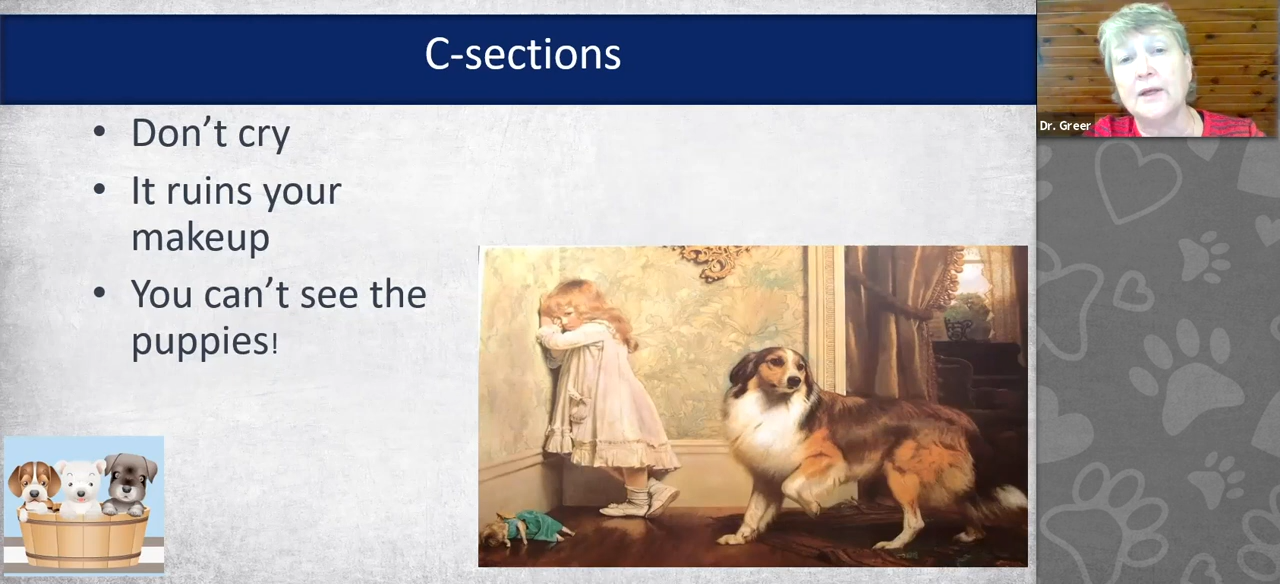 C-sections
• Don’t cry
• It ruins your
makeup
• You can’t see the
puppies!
Dr. Greer